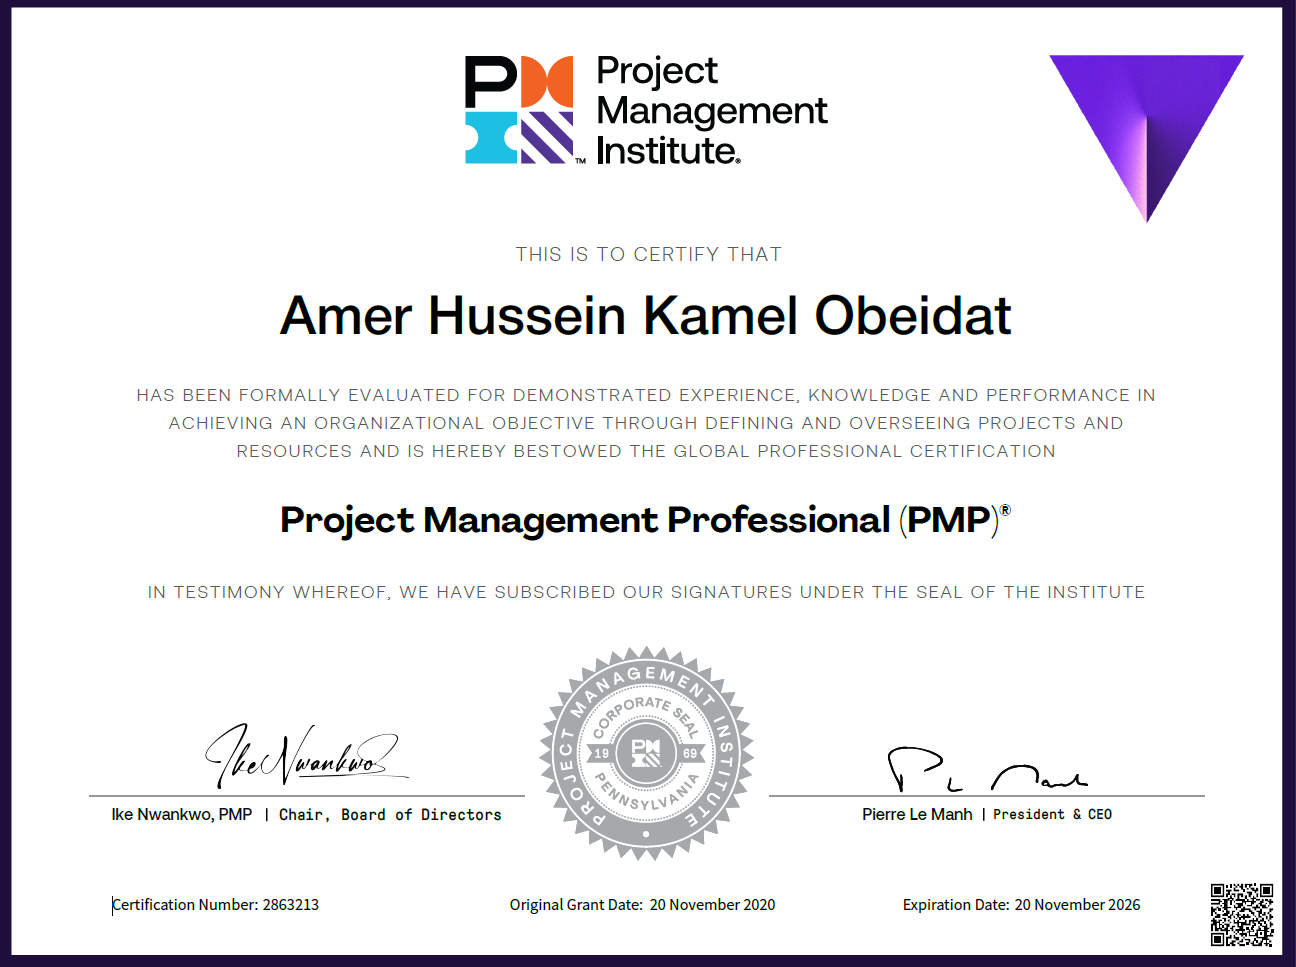 PM
Project
Management
Institute.
™
THIS IS TO CERTIFY THAT
Amer Hussein Kamel Obeidat
HAS BEEN FORMALLY EVALUATED FOR DEMONSTRATED EXPERIENCE, KNOWLEDGE AND PERFORMANCE IN
ACHIEVING AN ORGANIZATIONAL OBJECTIVE THROUGH DEFINING AND OVERSEEING PROJECTS AND
RESOURCES AND IS HEREBY BESTOWED THE GLOBAL PROFESSIONAL CERTIFICATION
Project Management Professional (PMP)®
IN TESTIMONY WHEREOF, WE HAVE SUBSCRIBED OUR SIGNATURES UNDER THE SEAL OF THE INSTITUTE
PROJECT MANAGEMENT INSTITUTE
CORPORATE SEAL
19 PM 69
PENNSYLVANIA
Ike Nwankwo
P Le Manh
Ike Nwankwo, PMP | Chair, Board of Directors
Pierre Le Manh | President & CEO
Certification Number: 2863213
Original Grant Date: 20 November 2020
Expiration Date: 20 November 2026